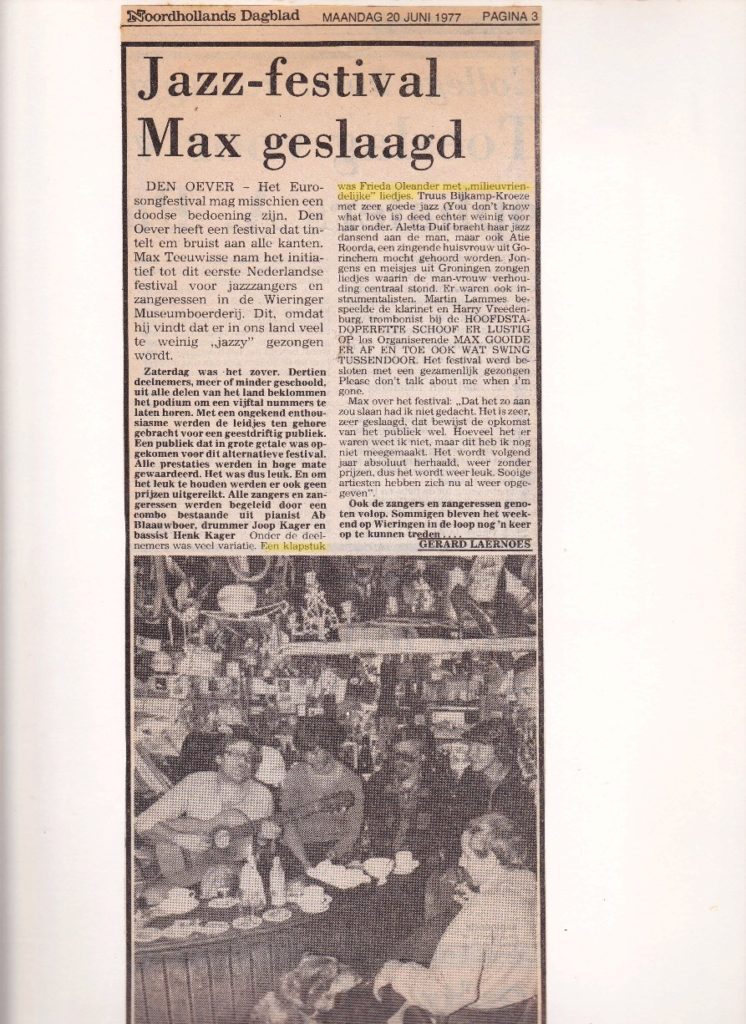 Noordhollands Dagblad MAANDAG 20 JUNI 1977 PAGINA 3
Jazz-festival
Max geslaagd
DEN OEVER – Het Euro-
songfestival mag misschien een
doodse bedoening zijn. Den
Oever heeft een festival dat tin-
telt em bruist aan alle kanten.
Max Teeuwisse nam het initia-
tief tot dit eerste Nederlandse
festival voor jazzzangers en
zangeressen in de Wieringer
Museumboerderij. Dit, omdat
hij vindt dat er in ons land veel
te weinig „jazzy” gezongen
wordt.
Zaterdag was het zover. Dertien
deelnemers, meer of minder geschoold,
uit alle delen van het land beklommen
het podium om een vijftal nummers te
laten horen. Met een ongekend enthou-
siasme werden de leidjes ten gehore
gebracht voor een geestdriftig publiek.
Een publiek dat in grote getale was op-
gekomen voor dit alternatieve festival.
Alle prestaties werden in hoge mate
gewaardeerd. Het was dus leuk. En om
het leuk te houden werden er ook geen
prijzen uitgereikt. Alle zangers en zan-
geressen werden begeleid door een
combo bestaande uit pianist Ab
Blaauwboer, drummer Joop Kager en
bassist Henk Kager Onder de deel-
nemers was veel variatie. Een klapstuk
was Frieda Oleander met „milieuvrien-
delijke” liedjes. Truus Bijkamp-Kroeze
met zeer goede jazz (You don't know
what love is) deed echter weinig voor
haar onder. Aletta Duif bracht haar jazz
dansend aan de man, maar ook Atie
Roorda, een zingende huisvrouw uit Go-
rinchem mocht gehoord worden. Jon-
gens en meisjes uit Groningen zongen
liedjes waarin de man-vrouw verhou-
ding centraal stond. Er waren ook in-
strumentalisten. Martin Lammes be-
speelde de klarinet en Harry Vreeden-
burg, trombonist bij de HOOFDSTA-
DOPERETTE SCHOOF ER LUSTIG
OP los Organiserende MAX GOOIDE
ER AF EN TOE OOK WAT SWING
TUSSENDOOR. Het festival werd be-
sloten met een gezamenlijk gezongen
Please don't talk about me when i'm
gone.
Max over het festival: „Dat het zo aan
zou slaan had ik niet gedacht. Het is zeer,
zeer geslaagd, dat bewijst de opkomst
van het publiek wel. Hoeveel het er
waren weet ik niet, maar dit heb ik nog
niet meegemaakt. Het wordt volgend
jaar absoluut herhaald, weer zonder
prijzen, dus het wordt weer leuk. Sooige
artiesten hebben zich nu al weer opge
geven”.
Ook de zangers en zangeressen geno-
ten volop. Sommigen bleven het week-
end op Wieringen in de loop nog 'n keer
op te kunnen treden . . . .
GERARD LAERNOES